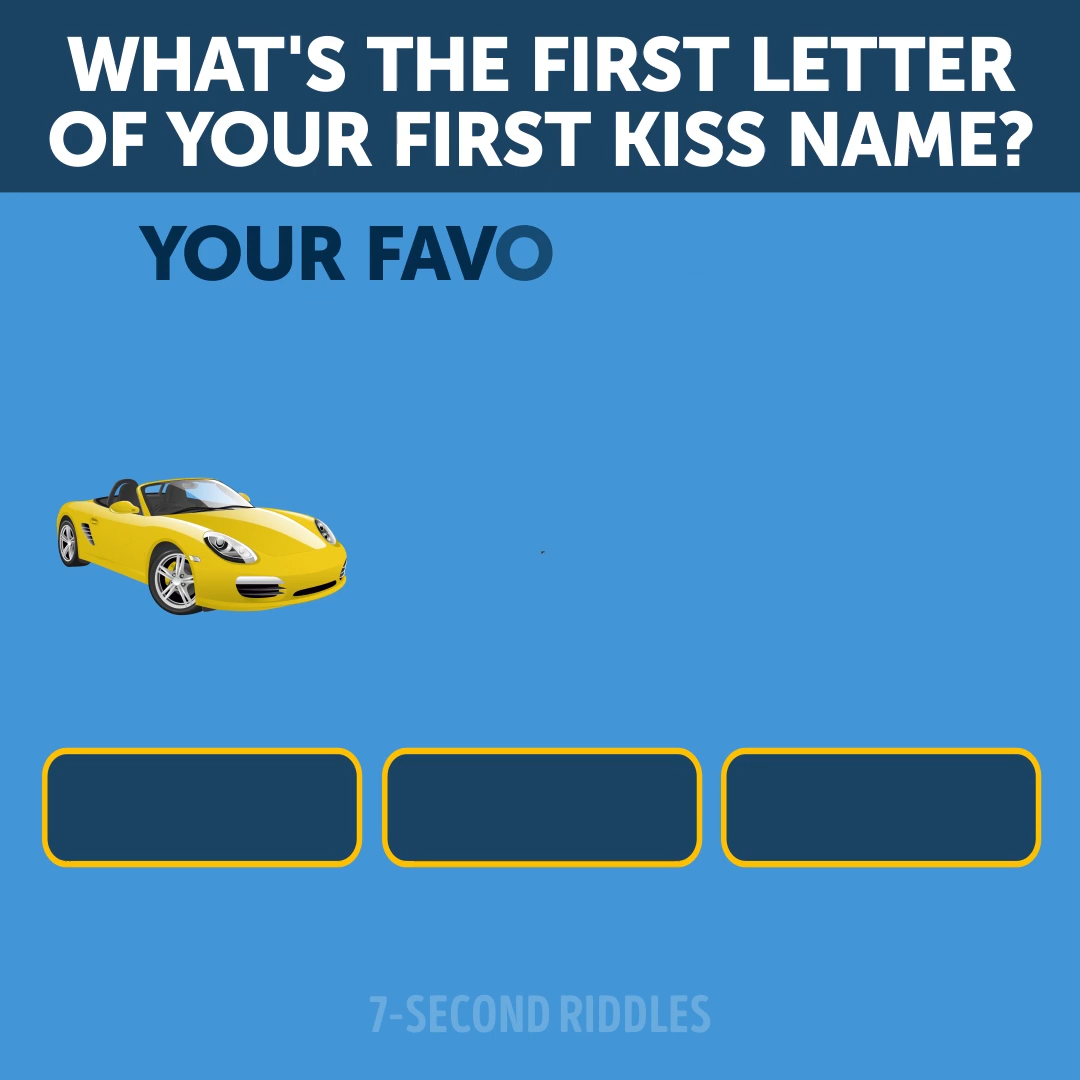 WHAT'S THE FIRST LETTER
OF YOUR FIRST KISS NAME?
YOUR FAVO
7-SECOND RIDDLES